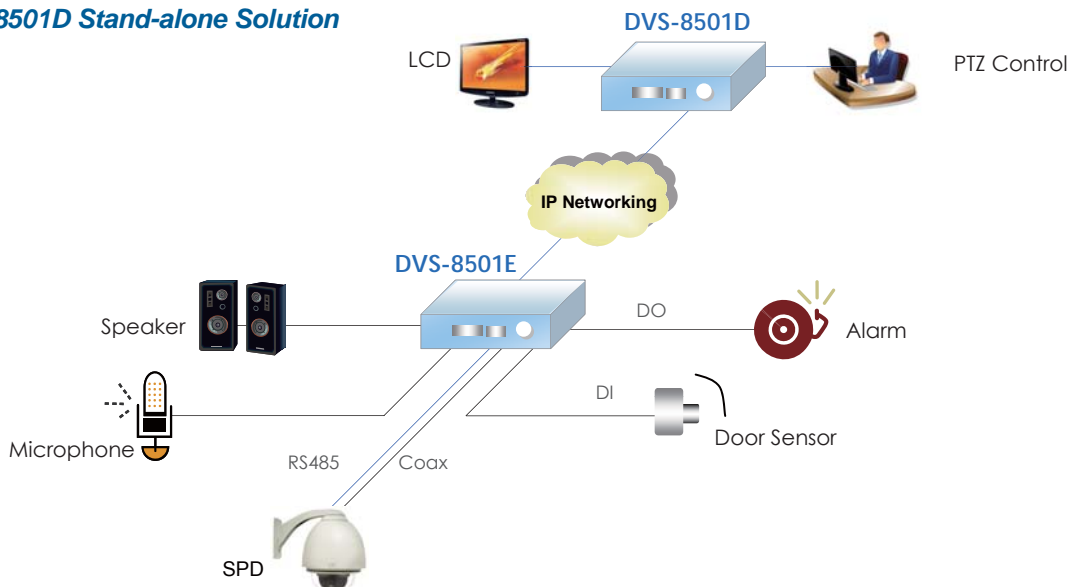 8501D Stand-alone Solution
DVS-8501D
LCD
PTZ Control
IP Networking
DVS-8501E
Speaker
DO
Alarm
DI
Door Sensor
Microphone
RS485
Coax
SPD